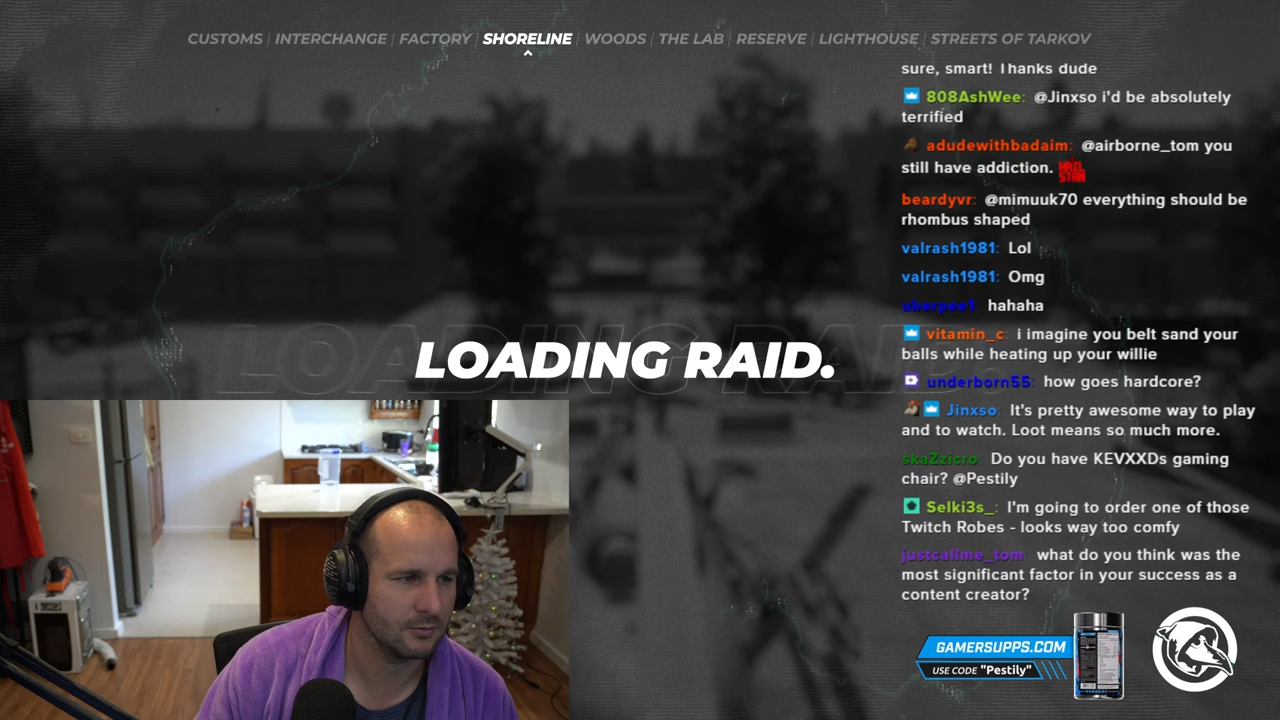 CUSTOMS | INTERCHANGE | FACTORY | SHORELINE | WOODS | THE LAB | RESERVE | LIGHTHOUSE | STREETS OF TARKOV
sure, smart! Thanks dude
808AshWee: @Jinxso i'd be absolutely
terrified
adudewithbadaim: @airborne_tom you
still have addiction.
beardyvr: @mimuuk70 everything should be
rhombus shaped
valrash1981: Lol
valrash1981: Omg
uberpee1: hahaha
LOADING RAID.
vitamin_c: i imagine you belt sand your
balls while heating up your willie
underborn55: how goes hardcore?
Jinxso: It's pretty awesome way to play
and to watch. Loot means so much more.
skaZzicro: Do you have KEVXXDs gaming
chair? @Pestily
Selki3s_: I'm going to order one of those
Twitch Robes - looks way too comfy
justcallme_tom: what do you think was the
most significant factor in your success as a
content creator?
GAMERSUPPS.COM
USE CODE "Pestily"